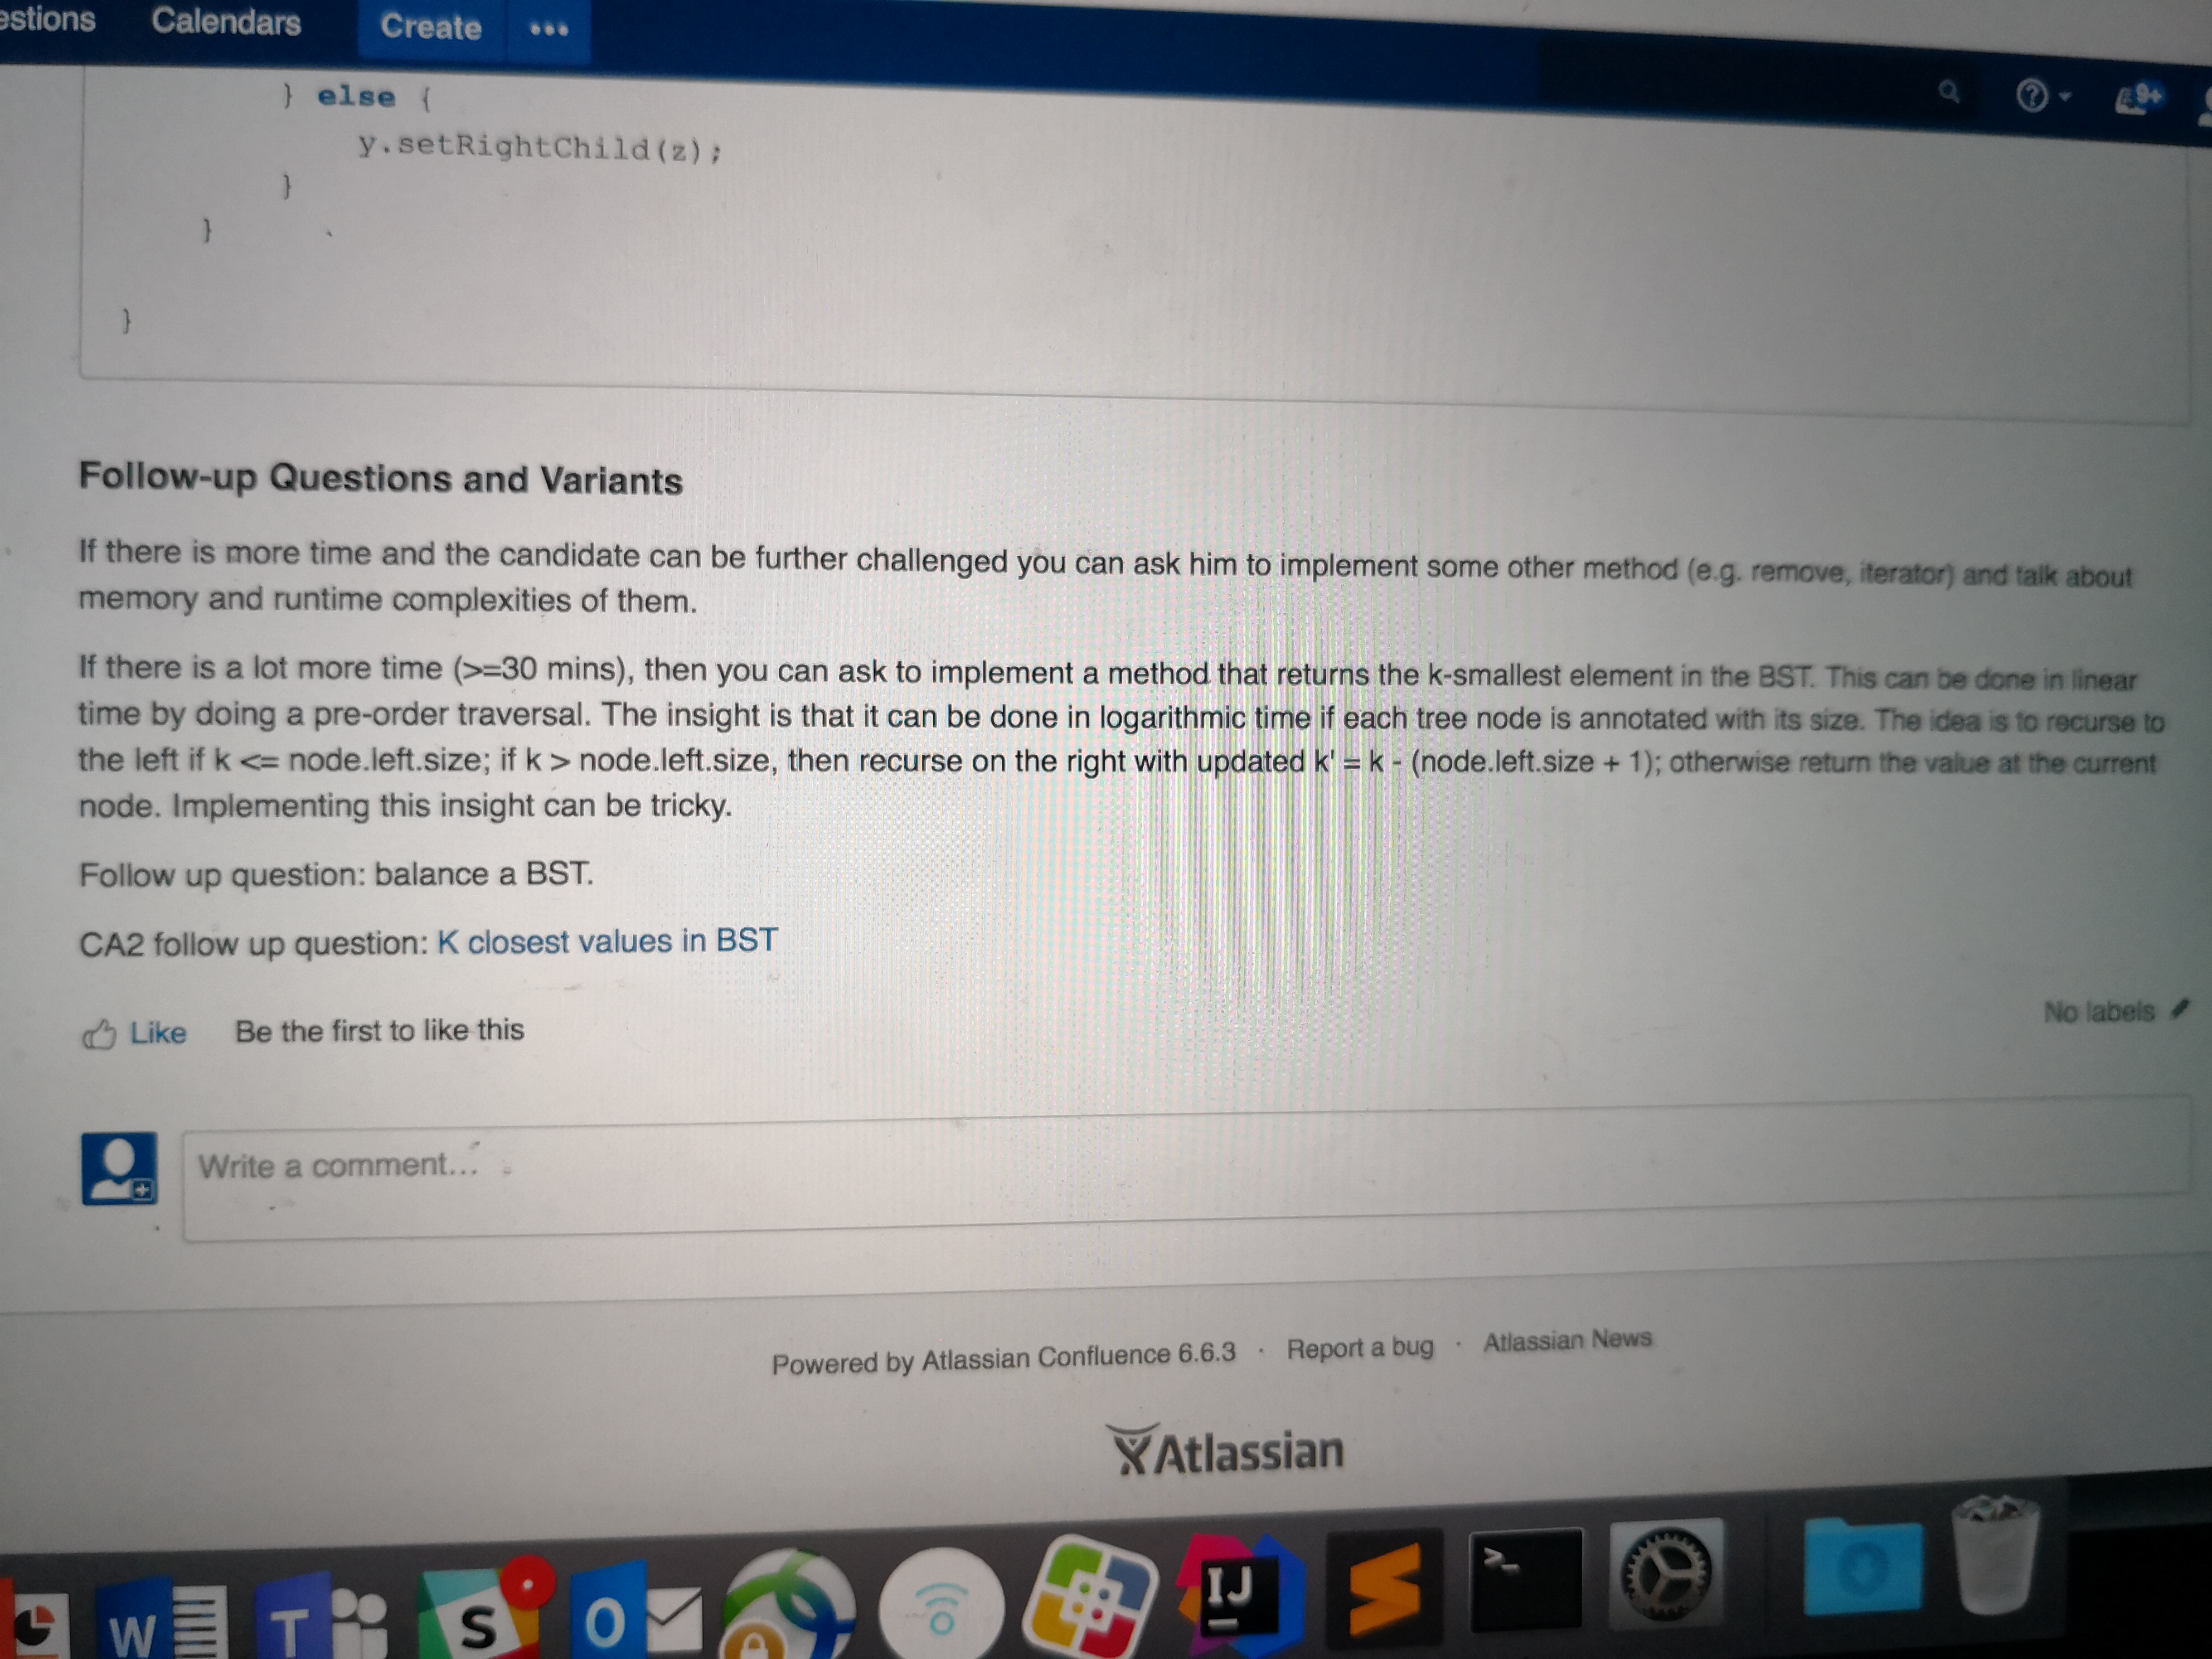 estions Calendars Create •••
9+
} else {
y.setRightChild(z);
}
}
}
Follow-up Questions and Variants
If there is more time and the candidate can be further challenged you can ask him to implement some other method (e.g. remove, iterator) and talk about
memory and runtime complexities of them.
If there is a lot more time (>=30 mins), then you can ask to implement a method that returns the k-smallest element in the BST. This can be done in linear
time by doing a pre-order traversal. The insight is that it can be done in logarithmic time if each tree node is annotated with its size. The idea is to recurse to
the left if k <= node.left.size; if k > node.left.size, then recurse on the right with updated k' = k - (node.left.size + 1); otherwise return the value at the current
node. Implementing this insight can be tricky.
Follow up question: balance a BST.
CA2 follow up question: K closest values in BST
Like Be the first to like this
No labels
Write a comment...
Powered by Atlassian Confluence 6.6.3 · Report a bug · Atlassian News
Atlassian
W T S O IJ >_